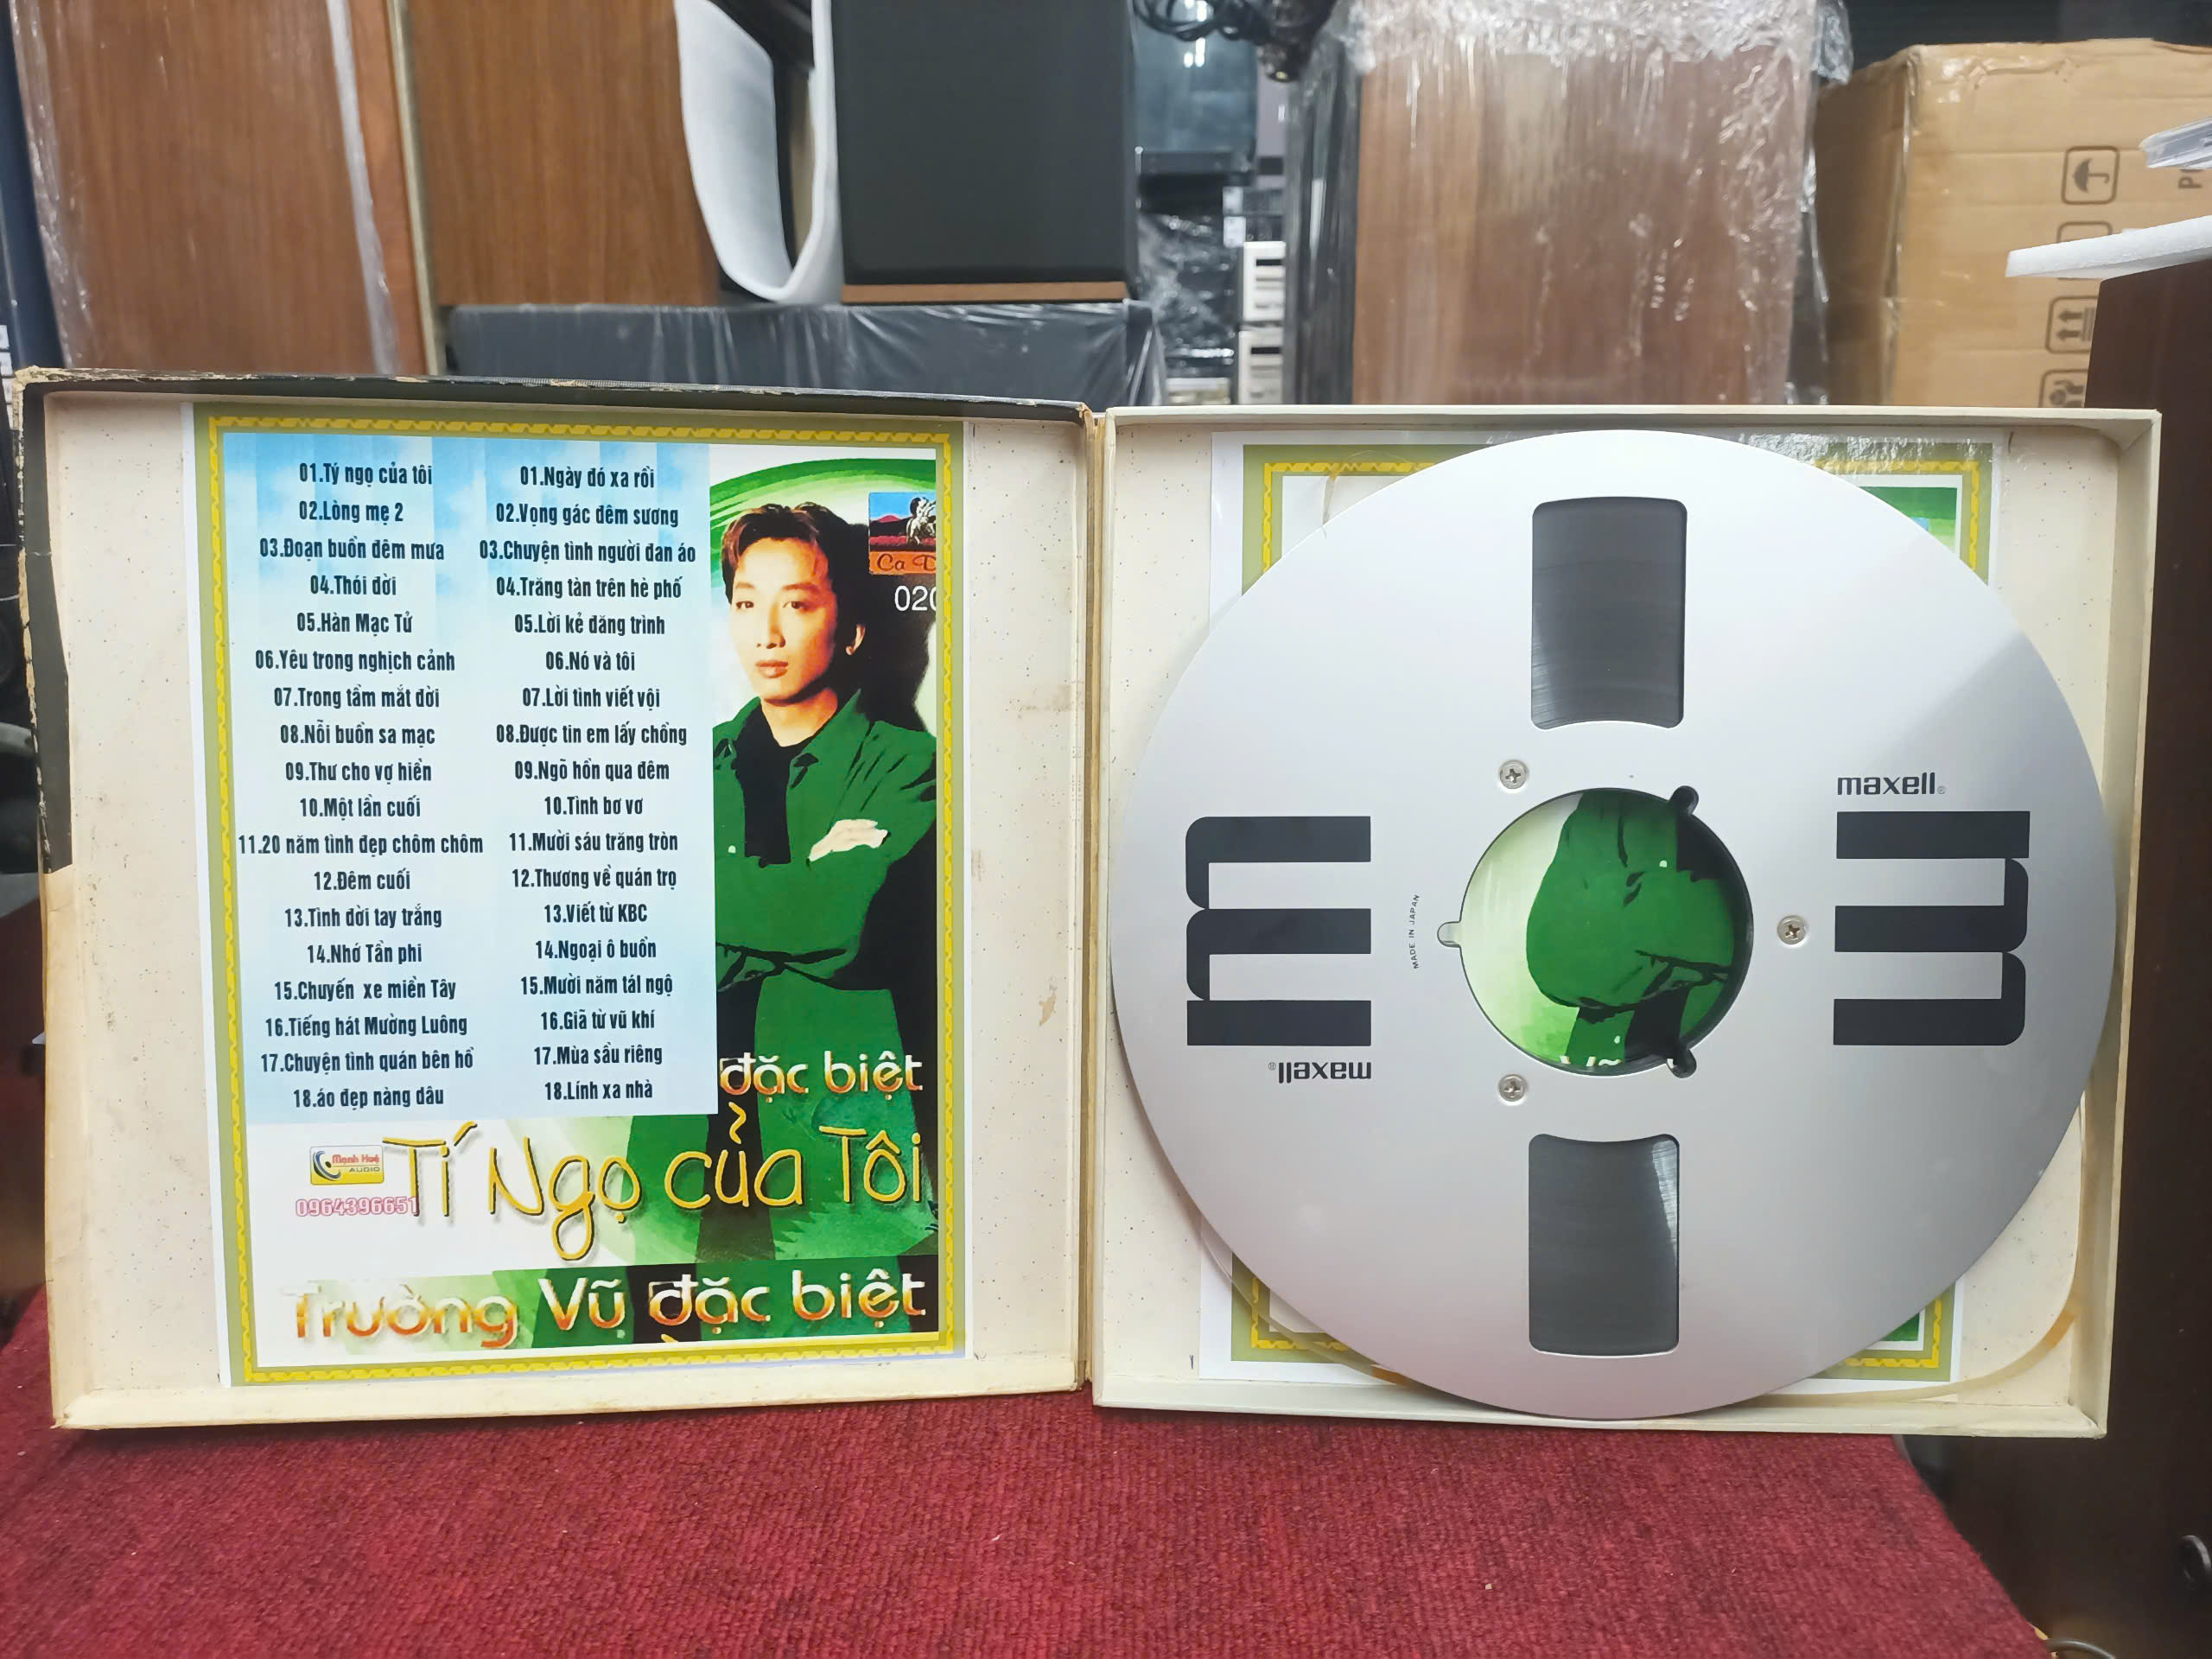 01.Tý ngọ của tôi
02.Lòng mẹ 2
03.Đoạn buồn đêm mưa
04.Thói đời
05.Hàn Mạc Tử
06.Yêu trong nghịch cảnh
07.Trong tầm mắt đời
08.Nỗi buồn sa mạc
09.Thư cho vợ hiền
10.Một lần cuối
11.20 năm tình đẹp chôm chôm
12.Đêm cuối
13.Tình đời tay trắng
14.Nhớ Tần phi
15.Chuyến xe miền Tây
16.Tiếng hát Mường Luông
17.Chuyện tình quán bên hồ
18.áo đẹp nàng dâu
01.Ngày đó xa rồi
02.Vọng gác đêm sương
03.Chuyện tình người đan áo
04.Trăng tàn trên hè phố
05.Lời kẻ đăng trình
06.Nó và tôi
07.Lời tình viết vội
08.Được tin em lấy chồng
09.Ngõ hồn qua đêm
10.Tình bơ vơ
11.Mười sáu trăng tròn
12.Thương về quán trọ
13.Viết từ KBC
14.Ngoại ô buồn
15.Mười năm tái ngộ
16.Giã từ vũ khí
17.Mùa sầu riêng
18.Lính xa nhà
Ca D
020
đặc biệt
Tí Ngọ của Tôi
Mạnh Huệ
AUDIO
0964396651
Trường Vũ đặc biệt
maxell®
MADE IN JAPAN
maxell®